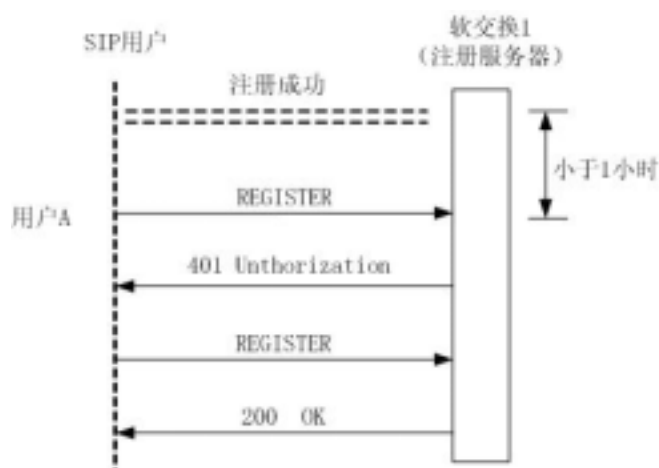 SIP用户
软交换1
（注册服务器）
注册成功
小于1小时
REGISTER
用户A
401 Unthorization
REGISTER
200 OK